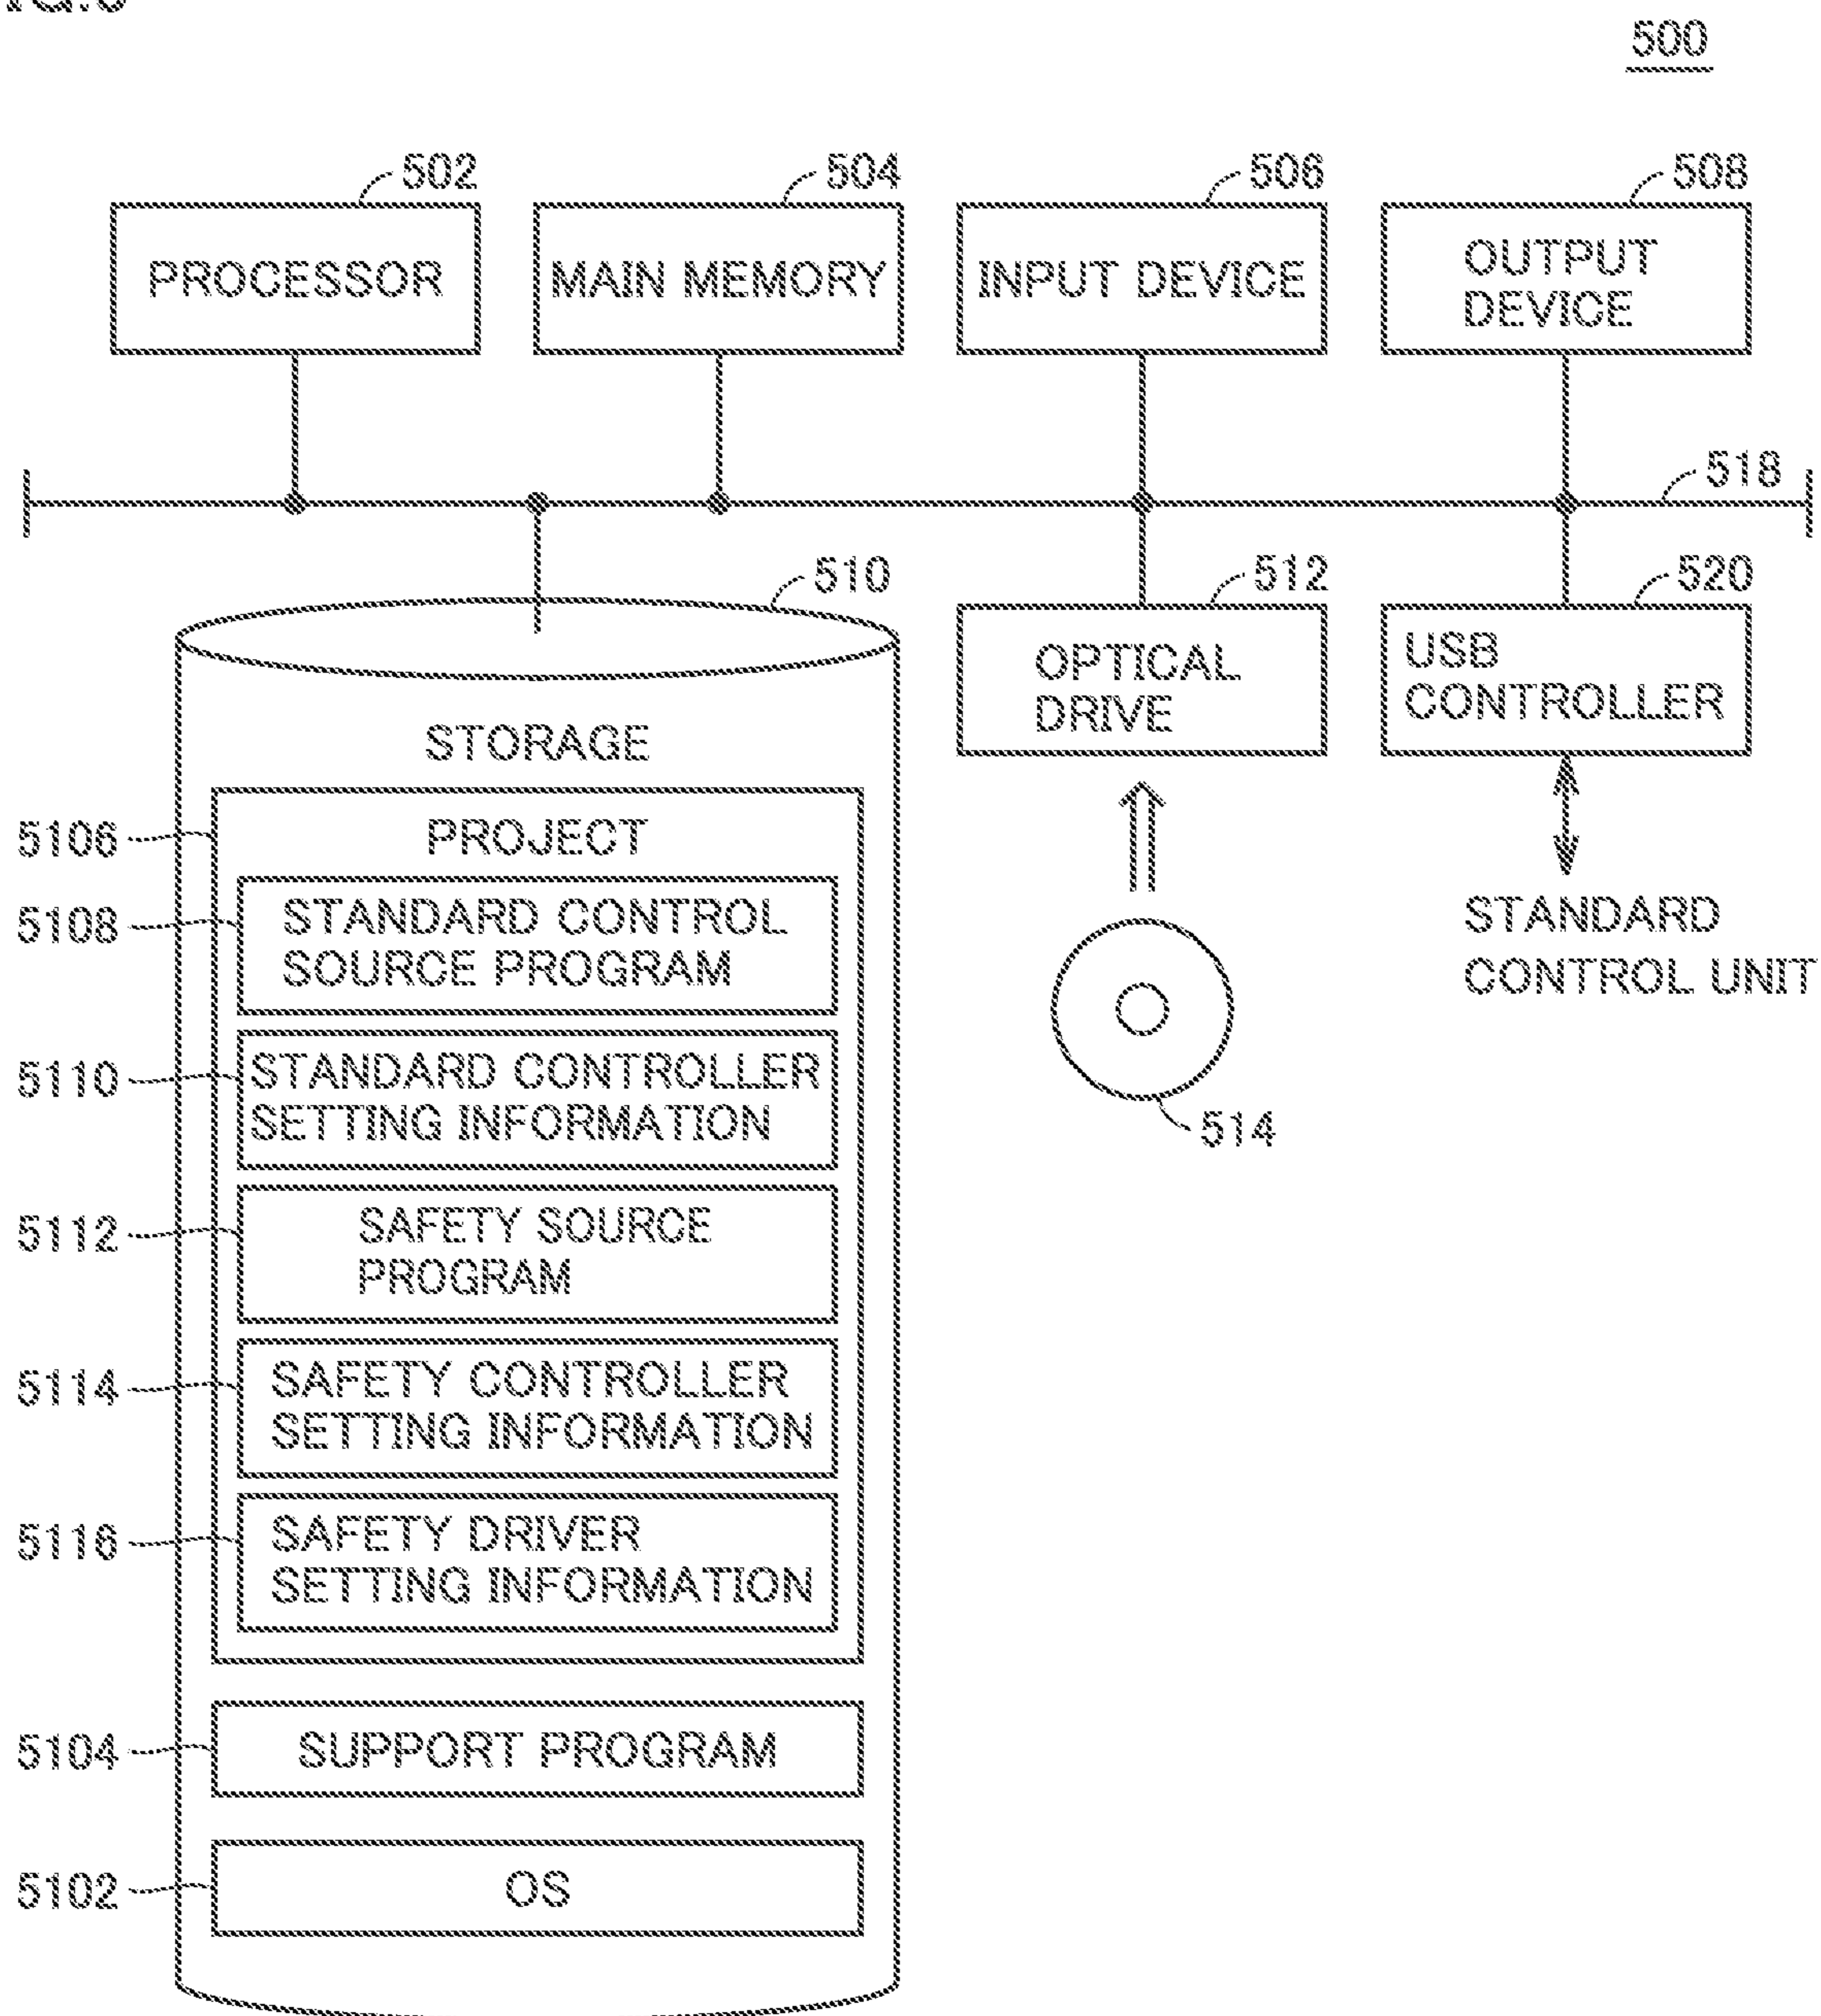 500
502
504
506
508
PROCESSOR
MAIN MEMORY
INPUT DEVICE
OUTPUT
DEVICE
518
510
512
520
OPTICAL
DRIVE
USB
CONTROLLER
STORAGE
5106
PROJECT
5108
STANDARD CONTROL
SOURCE PROGRAM
STANDARD
CONTROL UNIT
5110
STANDARD CONTROLLER
SETTING INFORMATION
514
5112
SAFETY SOURCE
PROGRAM
5114
SAFETY CONTROLLER
SETTING INFORMATION
5116
SAFETY DRIVER
SETTING INFORMATION
5104
SUPPORT PROGRAM
5102
OS